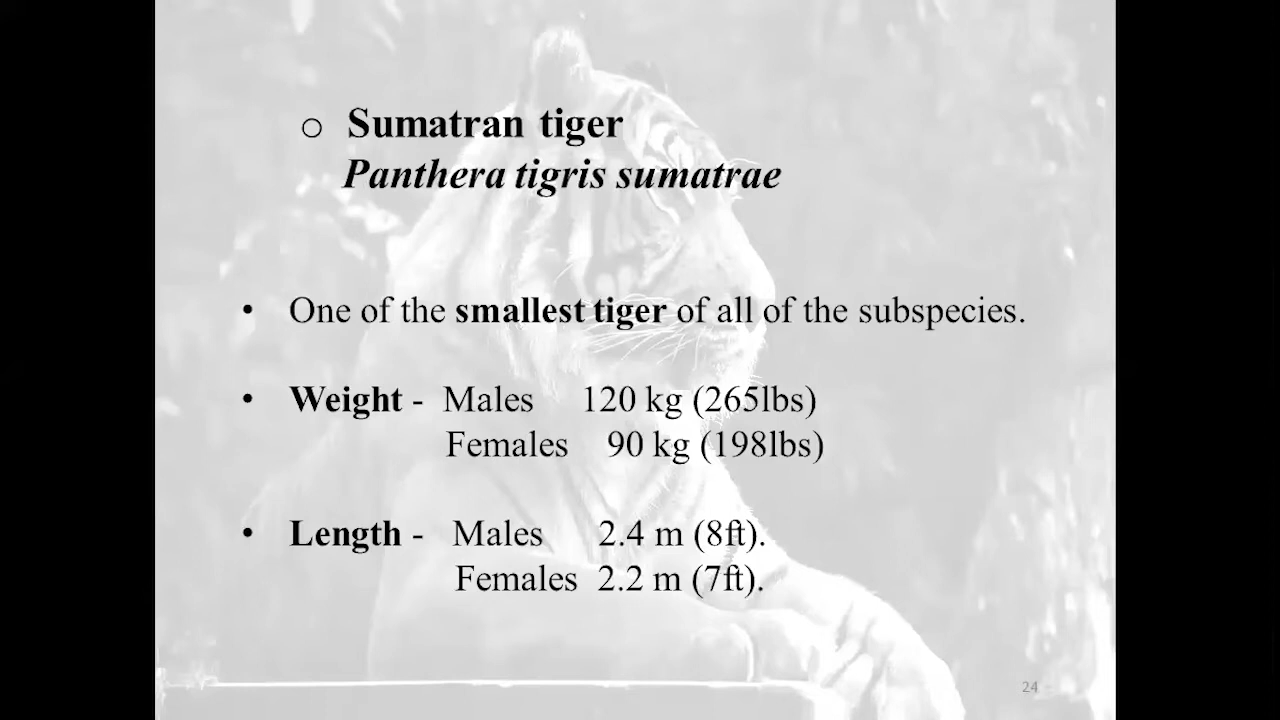 o Sumatran tiger
Panthera tigris sumatrae
• One of the smallest tiger of all of the subspecies.
• Weight - Males 120 kg (265lbs)
Females 90 kg (198lbs)
• Length - Males 2.4 m (8ft).
Females 2.2 m (7ft).
24